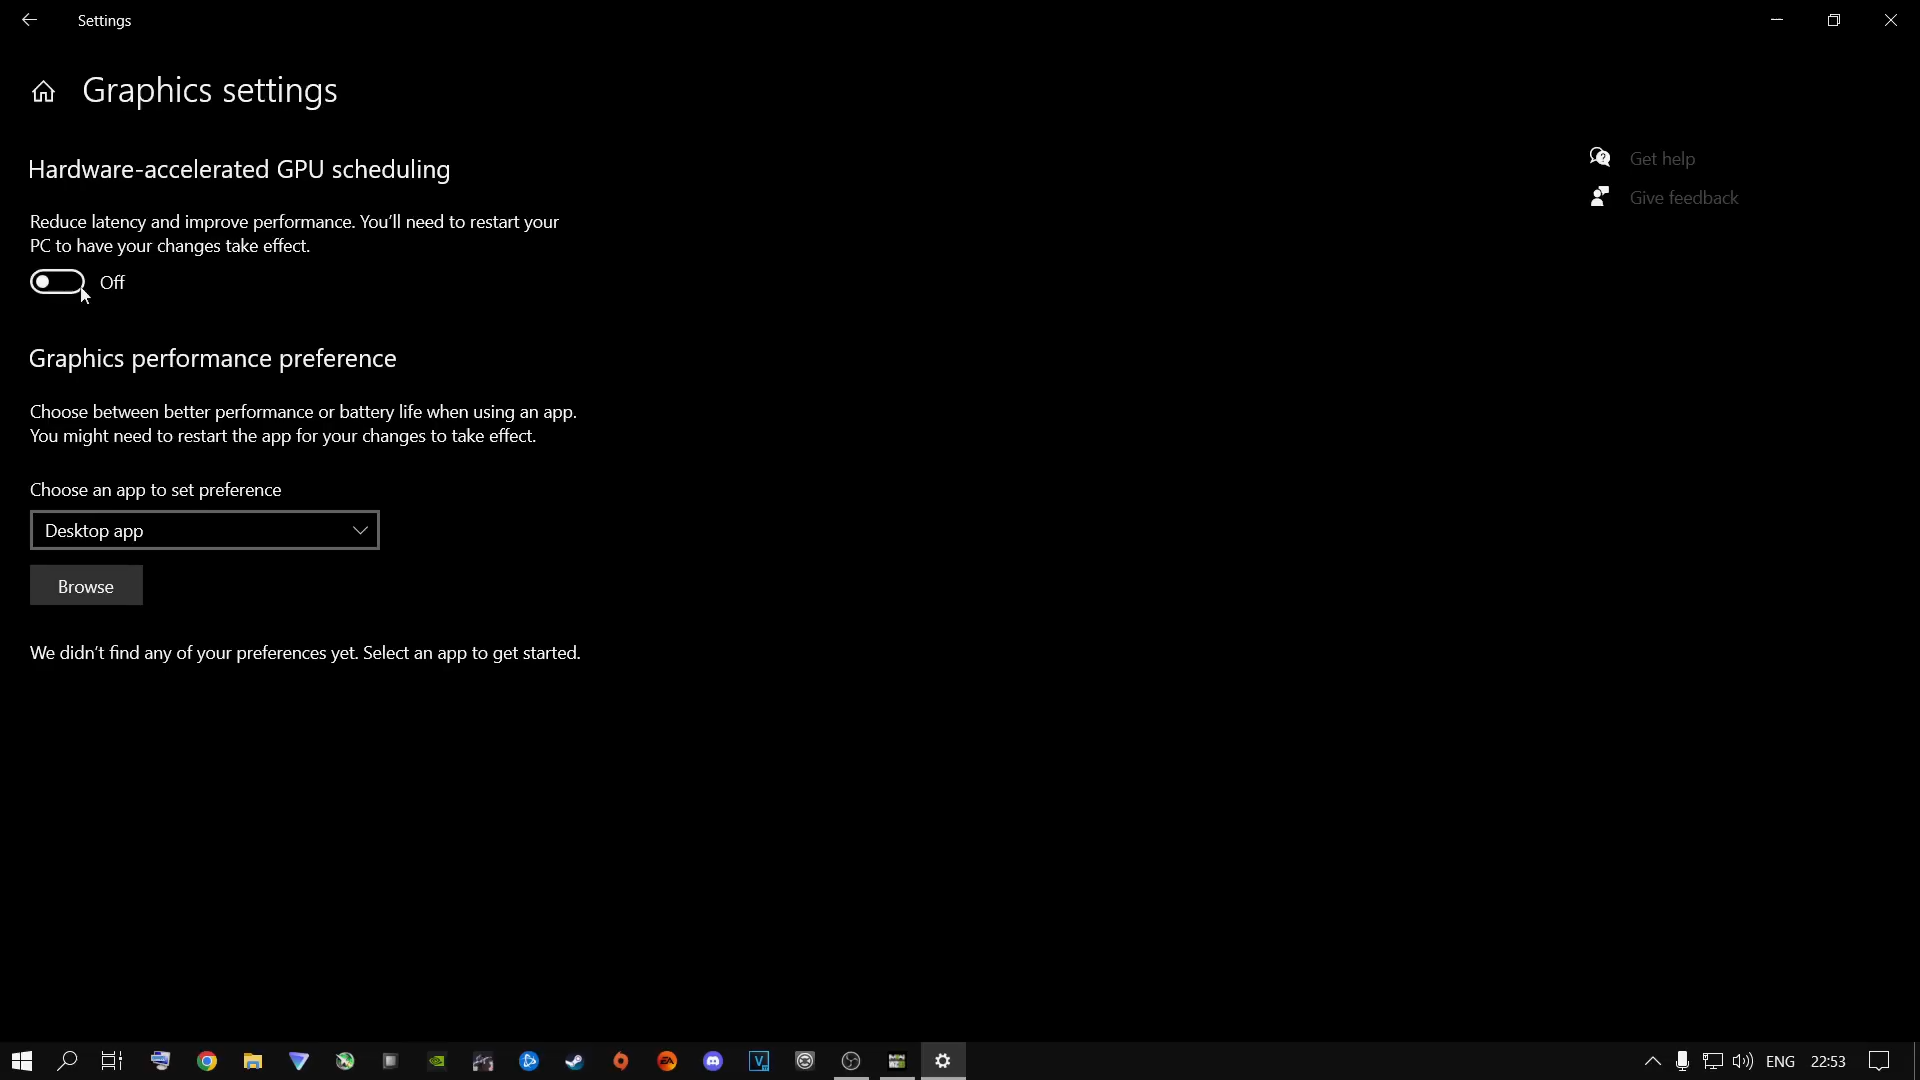 Settings
Graphics settings
Hardware-accelerated GPU scheduling
Reduce latency and improve performance. You'll need to restart your
PC to have your changes take effect.
Off
Graphics performance preference
Choose between better performance or battery life when using an app.
You might need to restart the app for your changes to take effect.
Choose an app to set preference
Desktop app
Browse
We didn't find any of your preferences yet. Select an app to get started.
Get help
Give feedback
EA
V
ENG
22:53